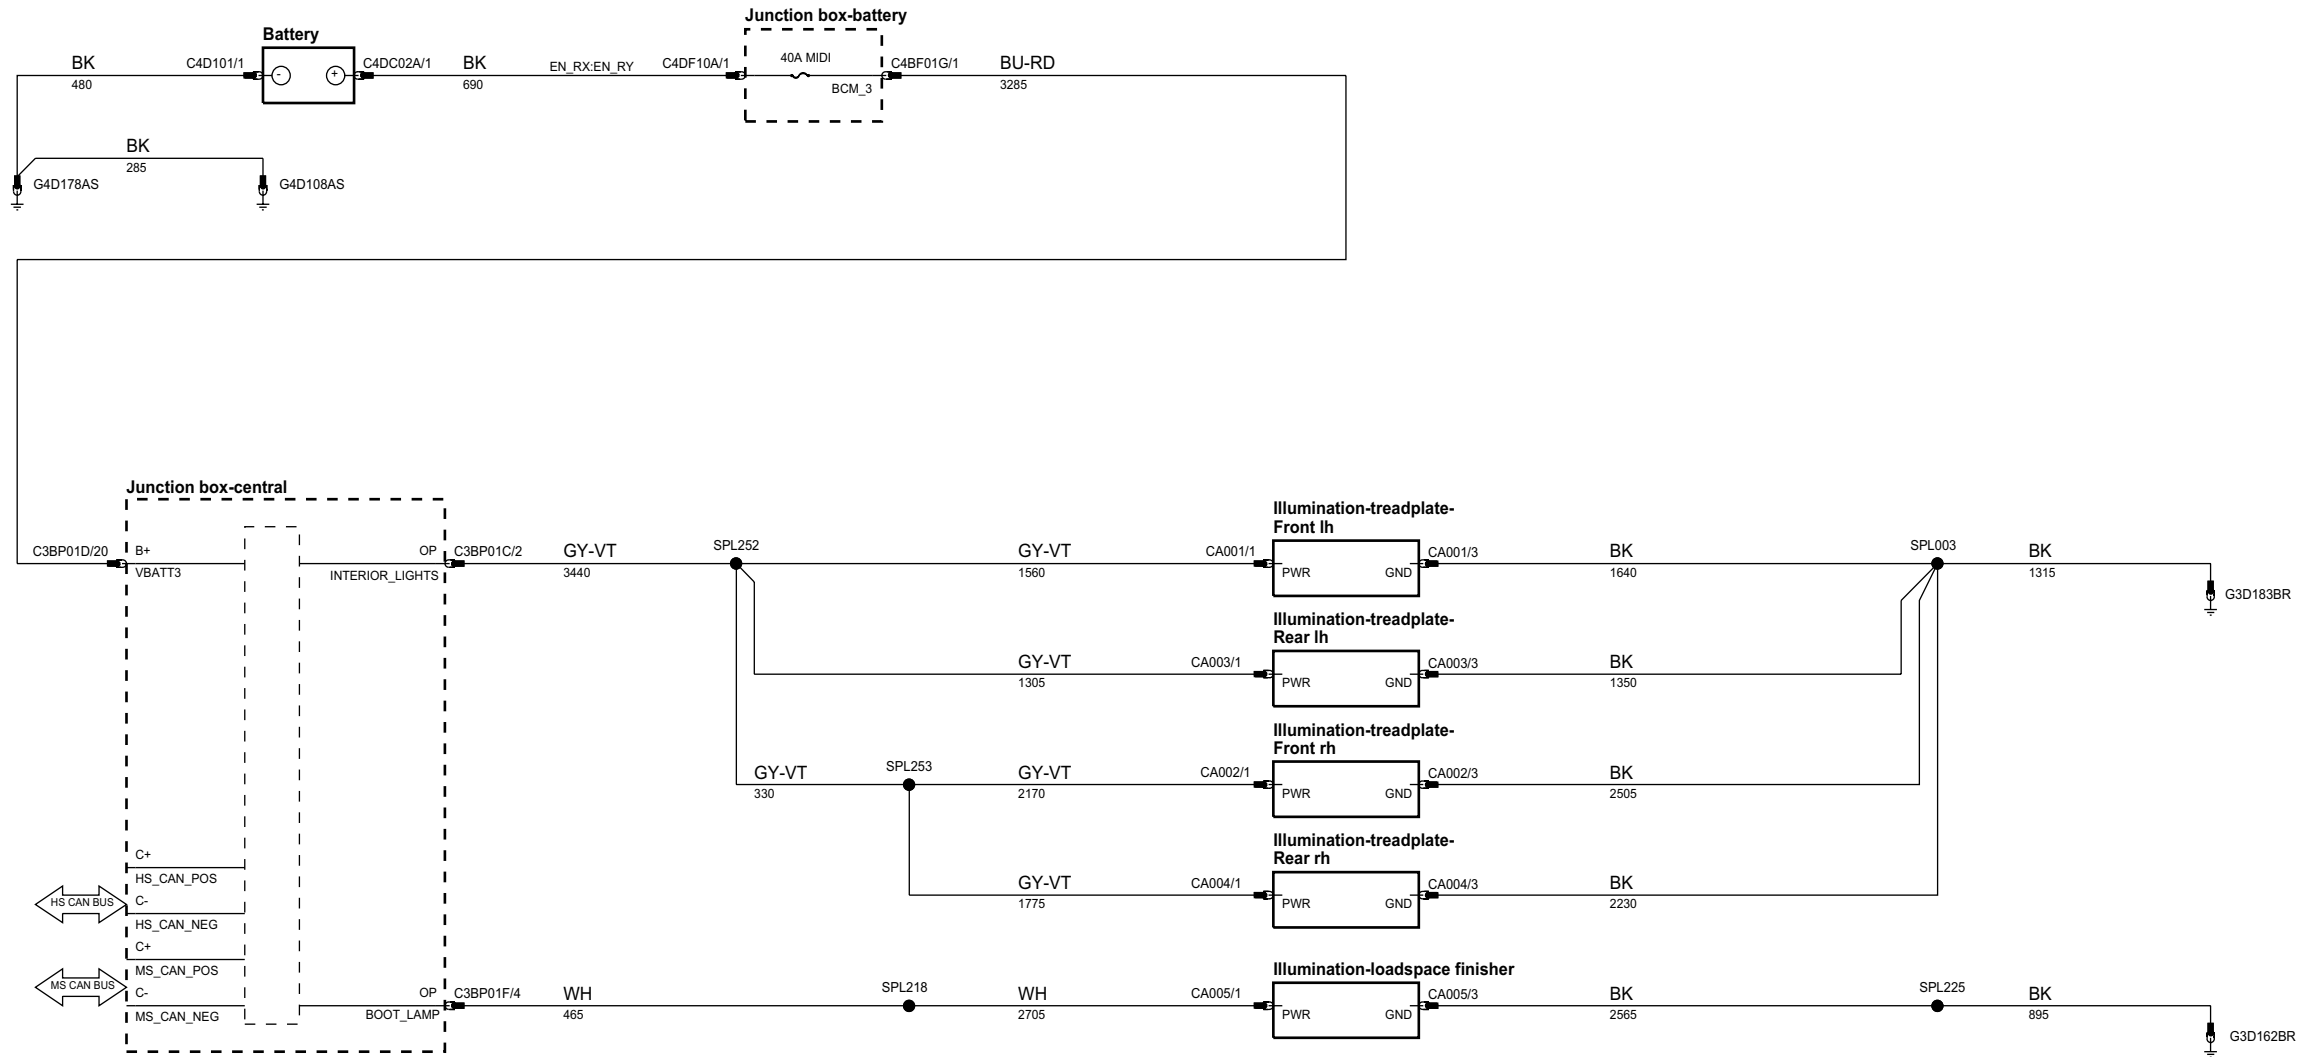 Junction box-battery
Battery
BK
480
C4D101/1
-
+
C4DC02A/1
BK
690
EN_RX:EN_RY
C4DF10A/1
40A MIDI
BCM_3
C4BF01G/1
BU-RD
3285
BK
285
G4D178AS
G4D108AS
Junction box-central
C3BP01D/20
B+
VBATT3
OP
INTERIOR_LIGHTS
C3BP01C/2
GY-VT
3440
SPL252
GY-VT
1560
CA001/1
Illumination-treadplate-
Front lh
PWR
GND
CA001/3
BK
1640
SPL003
BK
1315
G3D183BR
GY-VT
1305
CA003/1
Illumination-treadplate-
Rear lh
PWR
GND
CA003/3
BK
1350
GY-VT
330
SPL253
GY-VT
2170
CA002/1
Illumination-treadplate-
Front rh
PWR
GND
CA002/3
BK
2505
GY-VT
1775
CA004/1
Illumination-treadplate-
Rear rh
PWR
GND
CA004/3
BK
2230
C+
HS_CAN_POS
HS CAN BUS
C-
HS_CAN_NEG
C+
MS_CAN_POS
MS CAN BUS
C-
MS_CAN_NEG
OP
BOOT_LAMP
C3BP01F/4
WH
465
SPL218
WH
2705
CA005/1
Illumination-loadspace finisher
PWR
GND
CA005/3
BK
2565
SPL225
BK
895
G3D162BR